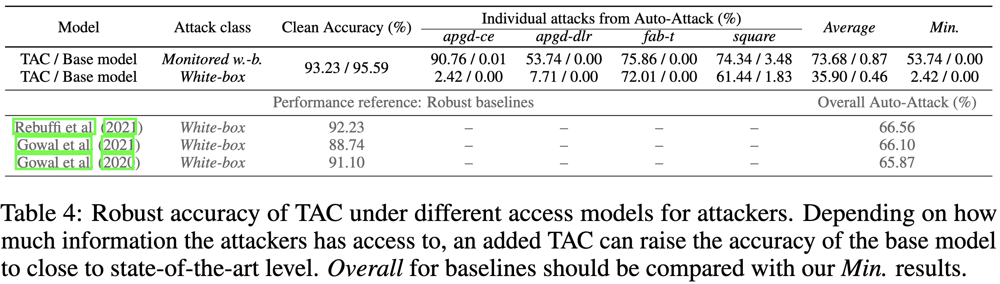 Model Attack class Clean Accuracy (%) Individual attacks from Auto-Attack (%) Average Min.
apgd-ce apgd-dlr fab-t square
TAC / Base model Monitored w.-b. 93.23 / 95.59 90.76 / 0.01 53.74 / 0.00 75.86 / 0.00 74.34 / 3.48 73.68 / 0.87 53.74 / 0.00
TAC / Base model White-box 2.42 / 0.00 7.71 / 0.00 72.01 / 0.00 61.44 / 1.83 35.90 / 0.46 2.42 / 0.00
Performance reference: Robust baselines Overall Auto-Attack (%)
Rebuffi et al. (2021) White-box 92.23 – – – – 66.56
Gowal et al. (2021) White-box 88.74 – – – – 66.10
Gowal et al. (2020) White-box 91.10 – – – – 65.87
Table 4: Robust accuracy of TAC under different access models for attackers. Depending on how
much information the attackers has access to, an added TAC can raise the accuracy of the base model
to close to state-of-the-art level. Overall for baselines should be compared with our Min. results.